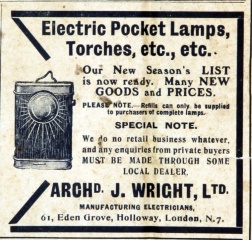 Electric Pocket Lamps,
Torches, etc., etc.
Our New Season's LIST
is now ready. Many NEW
GOODS and PRICES.
PLEASE NOTE.—Refills can only be supplied
to purchasers of complete lamps.
SPECIAL NOTE.
We do no retail business whatever,
and any enquiries from private buyers
MUST BE MADE THROUGH SOME
LOCAL DEALER.
ARCHD. J. WRIGHT, LTD.
MANUFACTURING ELECTRICIANS,
61, Eden Grove, Holloway, London, N.7.